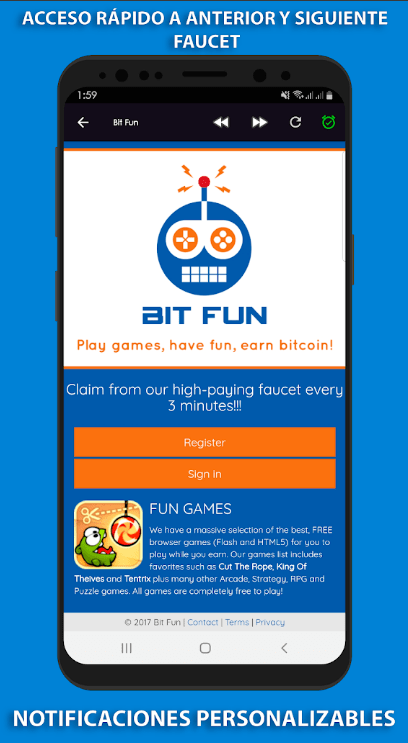 ACCESO RÁPIDO A ANTERIOR Y SIGUIENTE
FAUCET
1:59
Bit Fun
BIT FUN
Play games, have fun, earn bitcoin!
Claim from our high-paying faucet every
3 minutes!!!
Register
Sign In
FUN GAMES
We have a massive selection of the best, FREE
browser games (Flash and HTML5) for you to
play while you earn. Our games list includes
favorites such as Cut The Rope, King Of
Theives and Tentrix plus many other Arcade, Strategy, RPG and
Puzzle games. All games are completely free to play!
© 2017 Bit Fun | Contact | Terms | Privacy
NOTIFICACIONES PERSONALIZABLES